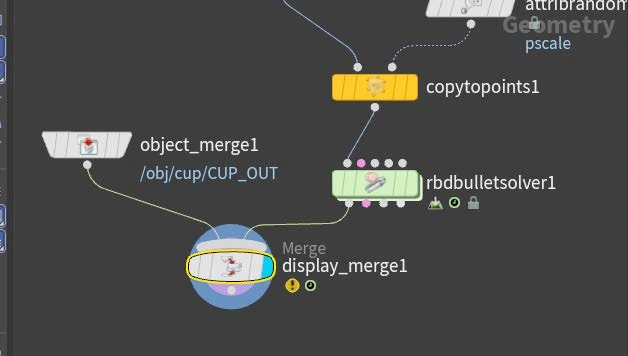 attribrandom
Geometry
pscale
copytopoints1
object_merge1
/obj/cup/CUP_OUT
rbdbulletsolver1
Merge
display_merge1